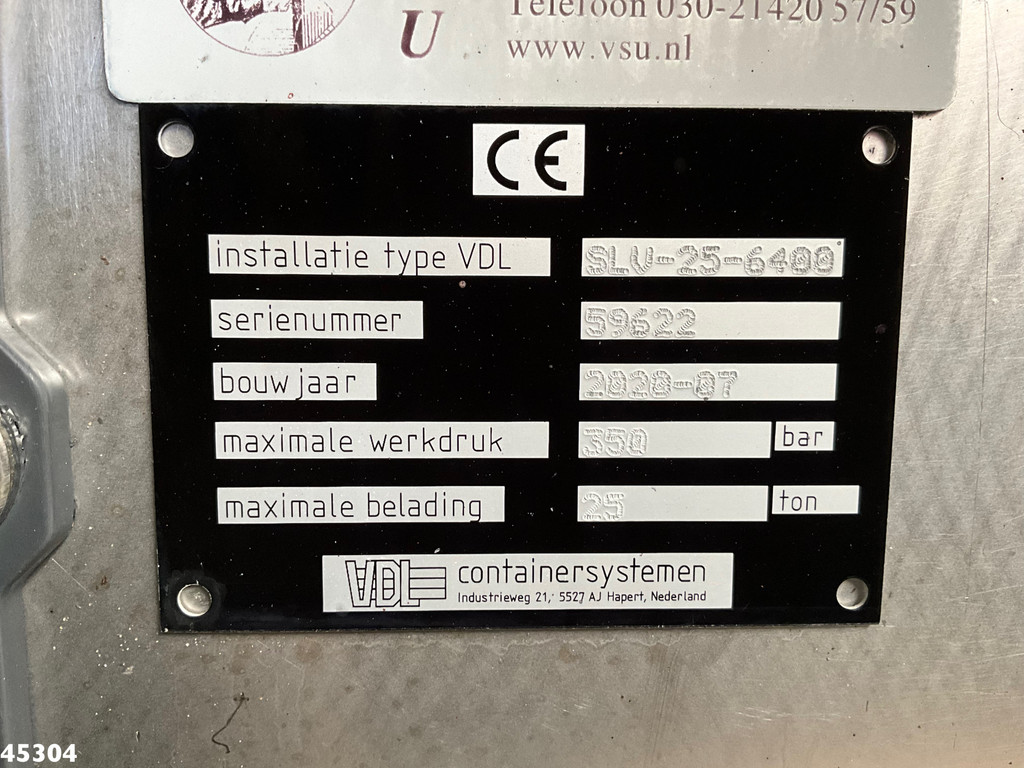 U
Telefoon 030-21420 57/59
www.vsu.nl
CE
installatie type VDL SLU-25-6400
serienummer 59622
bouwjaar 2020-07
maximale werkdruk 350 bar
maximale belading 25 ton
VDL containersystemen
Industrieweg 21, 5527 AJ Hapert, Nederland
45304